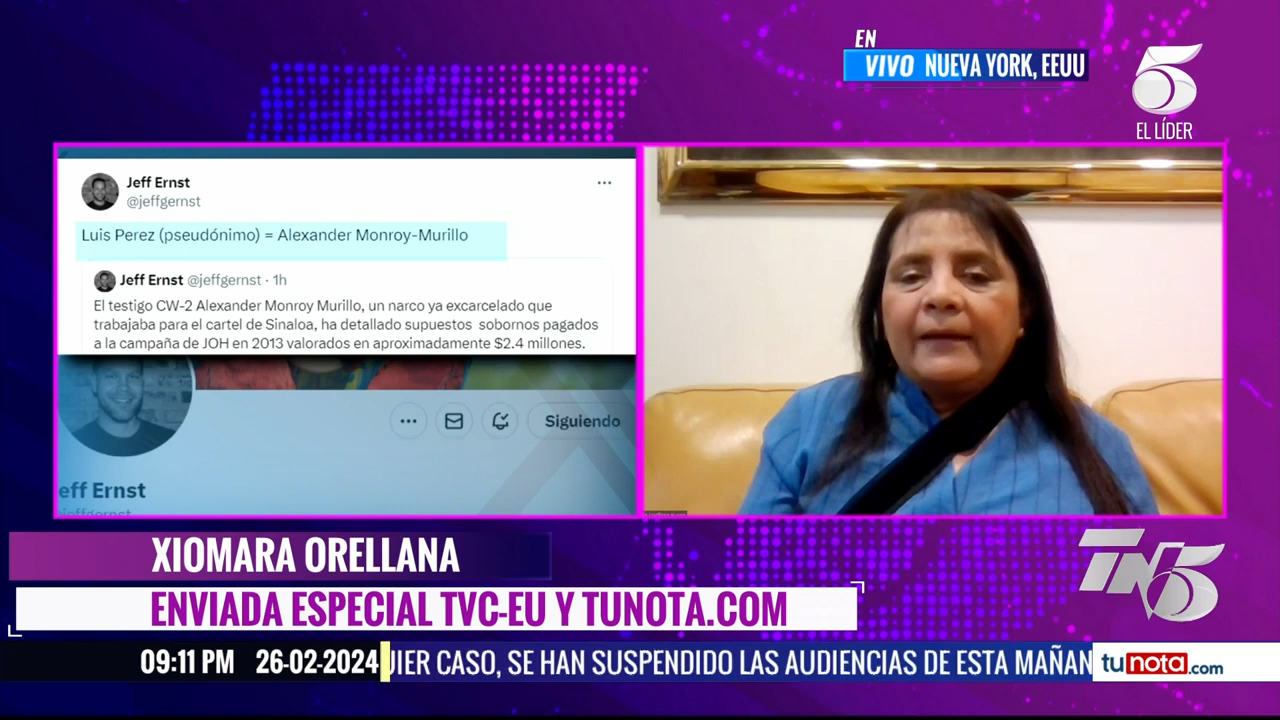 EN
VIVO NUEVA YORK, EEUU
5
EL LÍDER
Jeff Ernst
@jeffgernst
Luis Perez (pseudónimo) = Alexander Monroy-Murillo
Jeff Ernst @jeffgernst · 1h
El testigo CW-2 Alexander Monroy Murillo, un narco ya excarcelado que
trabajaba para el cartel de Sinaloa, ha detallado supuestos sobornos pagados
a la campaña de JOH en 2013 valorados en aproximadamente $2.4 millones.
Siguiendo
eff Ernst
XIOMARA ORELLANA
ENVIADA ESPECIAL TVC-EU Y TUNOTA.COM
TN5
09:11 PM 26-02-2024 UIER CASO, SE HAN SUSPENDIDO LAS AUDIENCIAS DE ESTA MAÑAN
tunota.com